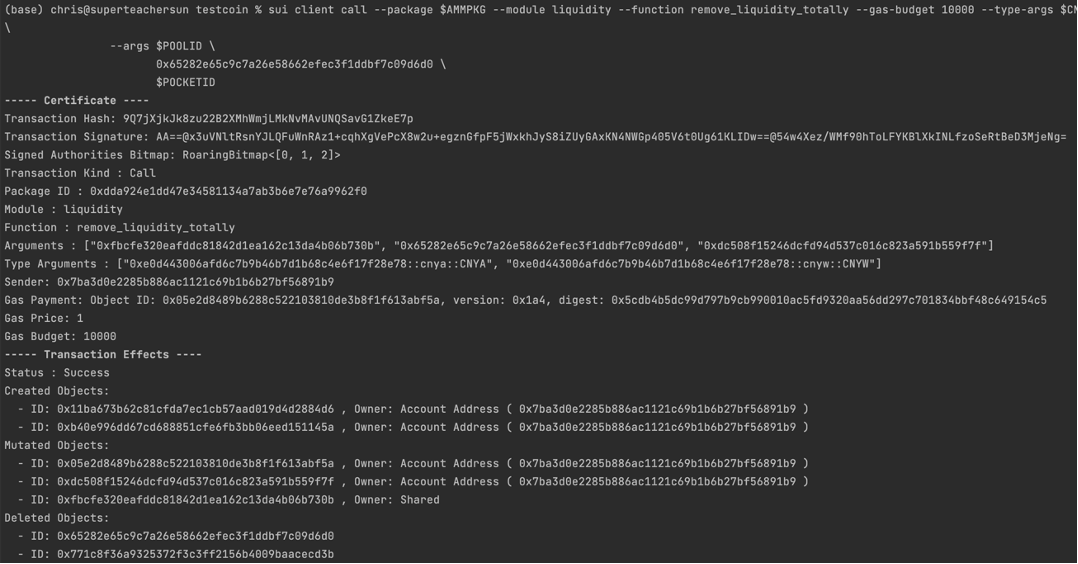 (base) chris@superteachersun testcoin % sui client call --package $AMMPKG --module liquidity --function remove_liquidity_totally --gas-budget 10000 --type-args
\
--args $POOLID \
0x65282e65c9c7a26e58662efec3f1ddbf7c09d6d0 \
$POCKETID
----- Certificate ----
Transaction Hash: 9Q7jXjkJk8zu22B2XMhWmjLMkNvMAvUNQSavG1ZkeE7p
Transaction Signature: AA==@x3uVNltRsnYJLQFuWnRAz1+cqhXgVePcX8w2u+egznGfpF5jWxkhJyS8iZUyGAxKN4NWGp405V6t0Ug61KLIDw==@54w4Xez/WMf90hToLFYKBlXkINLfzoSeRtBeD3MjeNg=
Signed Authorities Bitmap: RoaringBitmap<[0, 1, 2]>
Transaction Kind : Call
Package ID : 0xdda924e1dd47e34581134a7ab3b6e7e76a9962f0
Module : liquidity
Function : remove_liquidity_totally
Arguments : ["0xfbcfe320eafddc81842d1ea162c13da4b06b730b", "0x65282e65c9c7a26e58662efec3f1ddbf7c09d6d0", "0xdc508f15246dcfd94d537c016c823a591b559f7f"]
Type Arguments : ["0xe0d443006afd6c7b9b46b7d1b68c4e6f17f28e78::cnya::CNYA", "0xe0d443006afd6c7b9b46b7d1b68c4e6f17f28e78::cnyw::CNYW"]
Sender: 0x7ba3d0e2285b886ac1121c69b1b6b27bf56891b9
Gas Payment: Object ID: 0x05e2d8489b6288c522103810de3b8f1f613abf5a, version: 0x1a4, digest: 0x5cdb4b5dc99d797b9cb990010ac5fd9320aa56dd297c701834bbf48c649154c5
Gas Price: 1
Gas Budget: 10000
----- Transaction Effects ----
Status : Success
Created Objects:
- ID: 0x11ba673b62c81cfda7ec1cb57aad019d4d2884d6 , Owner: Account Address ( 0x7ba3d0e2285b886ac1121c69b1b6b27bf56891b9 )
- ID: 0xb40e996dd67cd688851cfe6fb3bb06eed151145a , Owner: Account Address ( 0x7ba3d0e2285b886ac1121c69b1b6b27bf56891b9 )
Mutated Objects:
- ID: 0x05e2d8489b6288c522103810de3b8f1f613abf5a , Owner: Account Address ( 0x7ba3d0e2285b886ac1121c69b1b6b27bf56891b9 )
- ID: 0xdc508f15246dcfd94d537c016c823a591b559f7f , Owner: Account Address ( 0x7ba3d0e2285b886ac1121c69b1b6b27bf56891b9 )
- ID: 0xfbcfe320eafddc81842d1ea162c13da4b06b730b , Owner: Shared
Deleted Objects:
- ID: 0x65282e65c9c7a26e58662efec3f1ddbf7c09d6d0
- ID: 0x771c8f36a9325372f3c3ff2156b4009baacecd3b